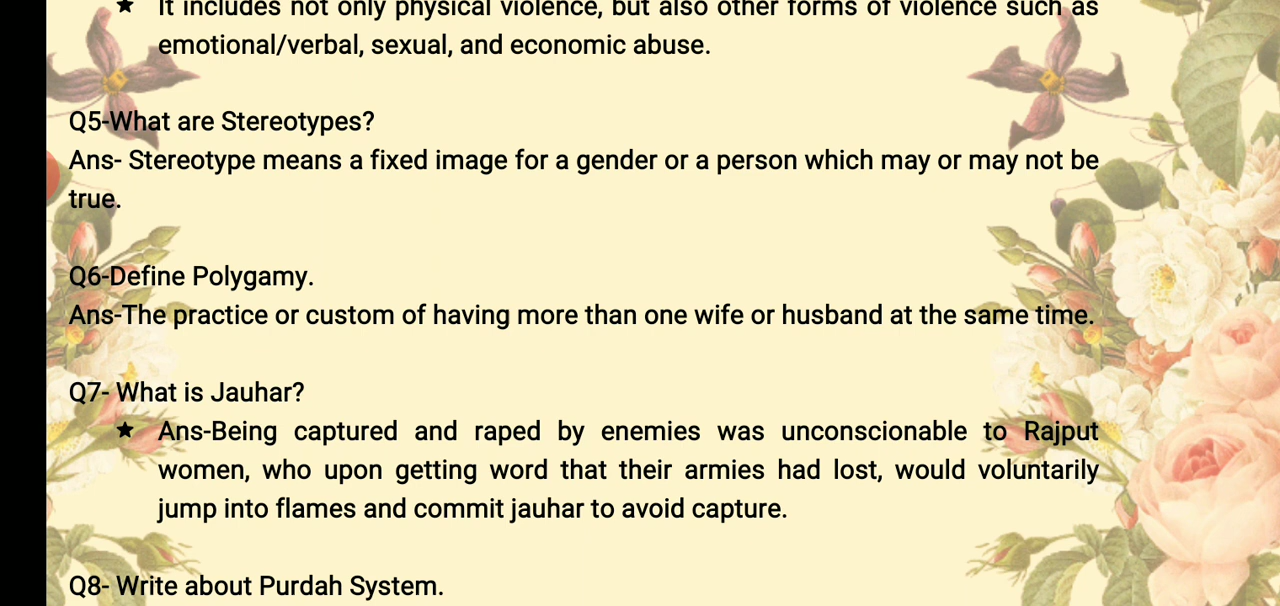 ★ It includes not only physical violence, but also other forms of violence such as
emotional/verbal, sexual, and economic abuse.
Q5-What are Stereotypes?
Ans- Stereotype means a fixed image for a gender or a person which may or may not be
true.
Q6-Define Polygamy.
Ans-The practice or custom of having more than one wife or husband at the same time.
Q7- What is Jauhar?
★ Ans-Being captured and raped by enemies was unconscionable to Rajput
women, who upon getting word that their armies had lost, would voluntarily
jump into flames and commit jauhar to avoid capture.
Q8- Write about Purdah System.